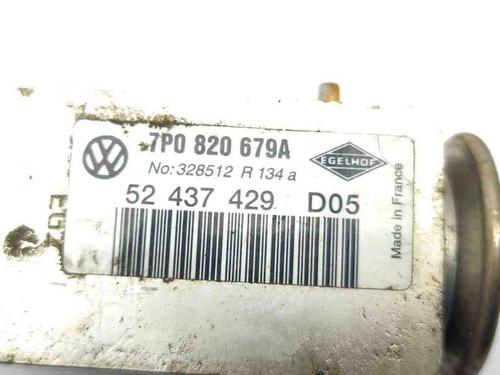 7P0 820 679A
No: 328512 R 134 a
EGELHOF
52 437 429 D05
Made in France